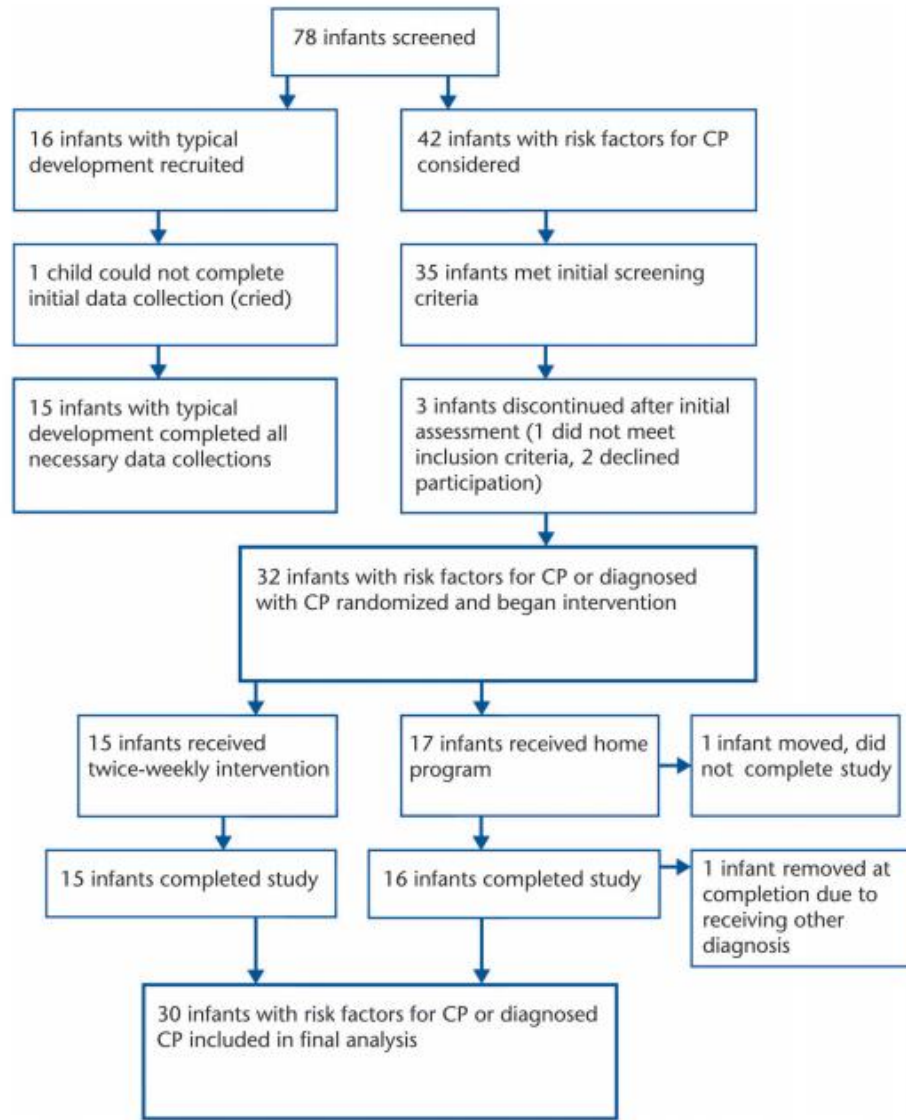 78 infants screened
16 infants with typical
development recruited
42 infants with risk factors for CP
considered
1 child could not complete
initial data collection (cried)
35 infants met initial screening
criteria
15 infants with typical
development completed all
necessary data collections
3 infants discontinued after initial
assessment (1 did not meet
inclusion criteria, 2 declined
participation)
32 infants with risk factors for CP or diagnosed
with CP randomized and began intervention
15 infants received
twice-weekly intervention
17 infants received home
program
1 infant moved, did
not complete study
15 infants completed study
16 infants completed study
1 infant removed at
completion due to
receiving other
diagnosis
30 infants with risk factors for CP or diagnosed
CP included in final analysis